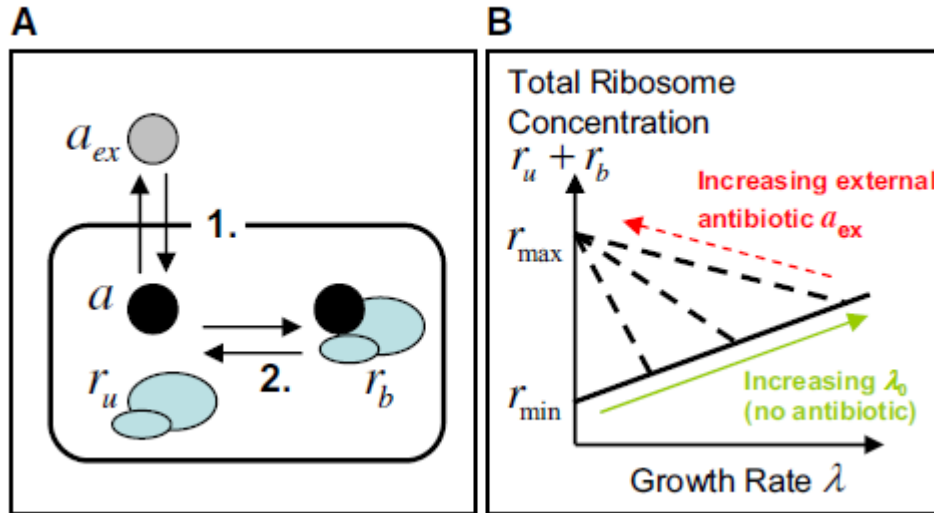 A
a_ex
1.
a
2.
r_u
r_b
B
Total Ribosome
Concentration
r_u + r_b
Increasing external
antibiotic a_ex
r_max
r_min
Increasing λ_0
(no antibiotic)
Growth Rate λ